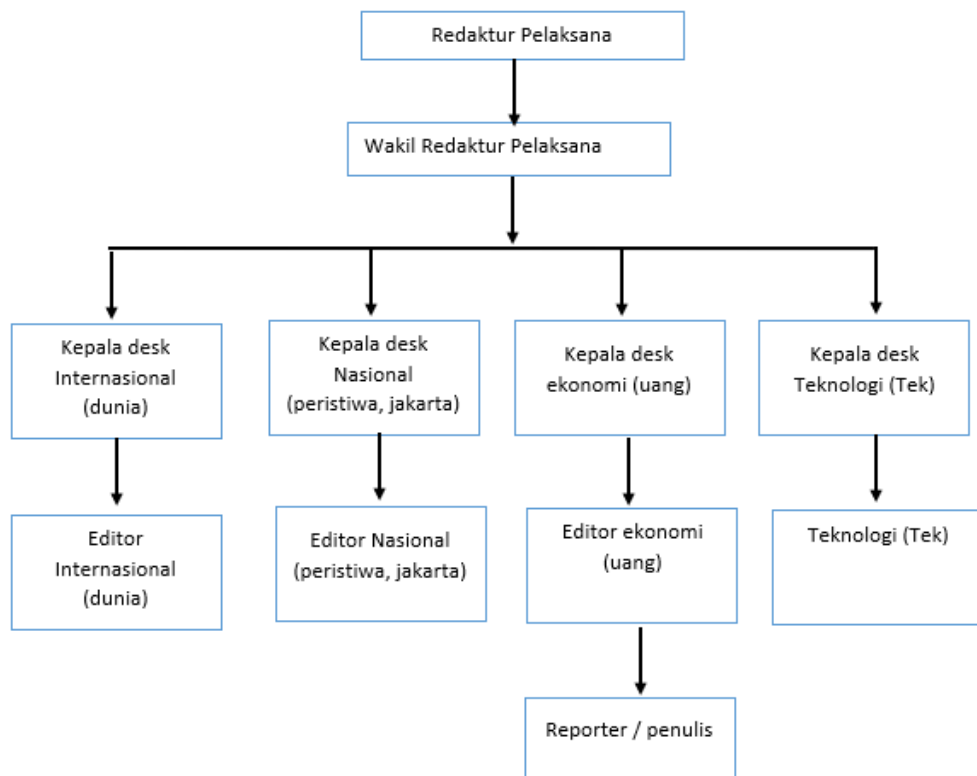 Redaktur Pelaksana
Wakil Redaktur Pelaksana
Kepala desk
Internasional
(dunia)
Kepala desk
Nasional
(peristiwa, jakarta)
Kepala desk
ekonomi (uang)
Kepala desk
Teknologi (Tek)
Editor
Internasional
(dunia)
Editor Nasional
(peristiwa, jakarta)
Editor ekonomi
(uang)
Teknologi (Tek)
Reporter / penulis